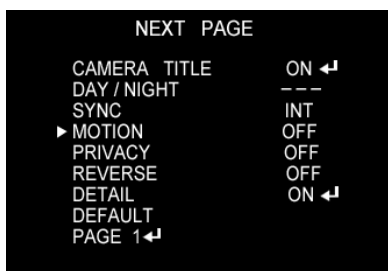 NEXT PAGE
CAMERA TITLE ON ↵
DAY / NIGHT ---
SYNC INT
▶ MOTION OFF
PRIVACY OFF
REVERSE OFF
DETAIL ON ↵
DEFAULT
PAGE 1↵